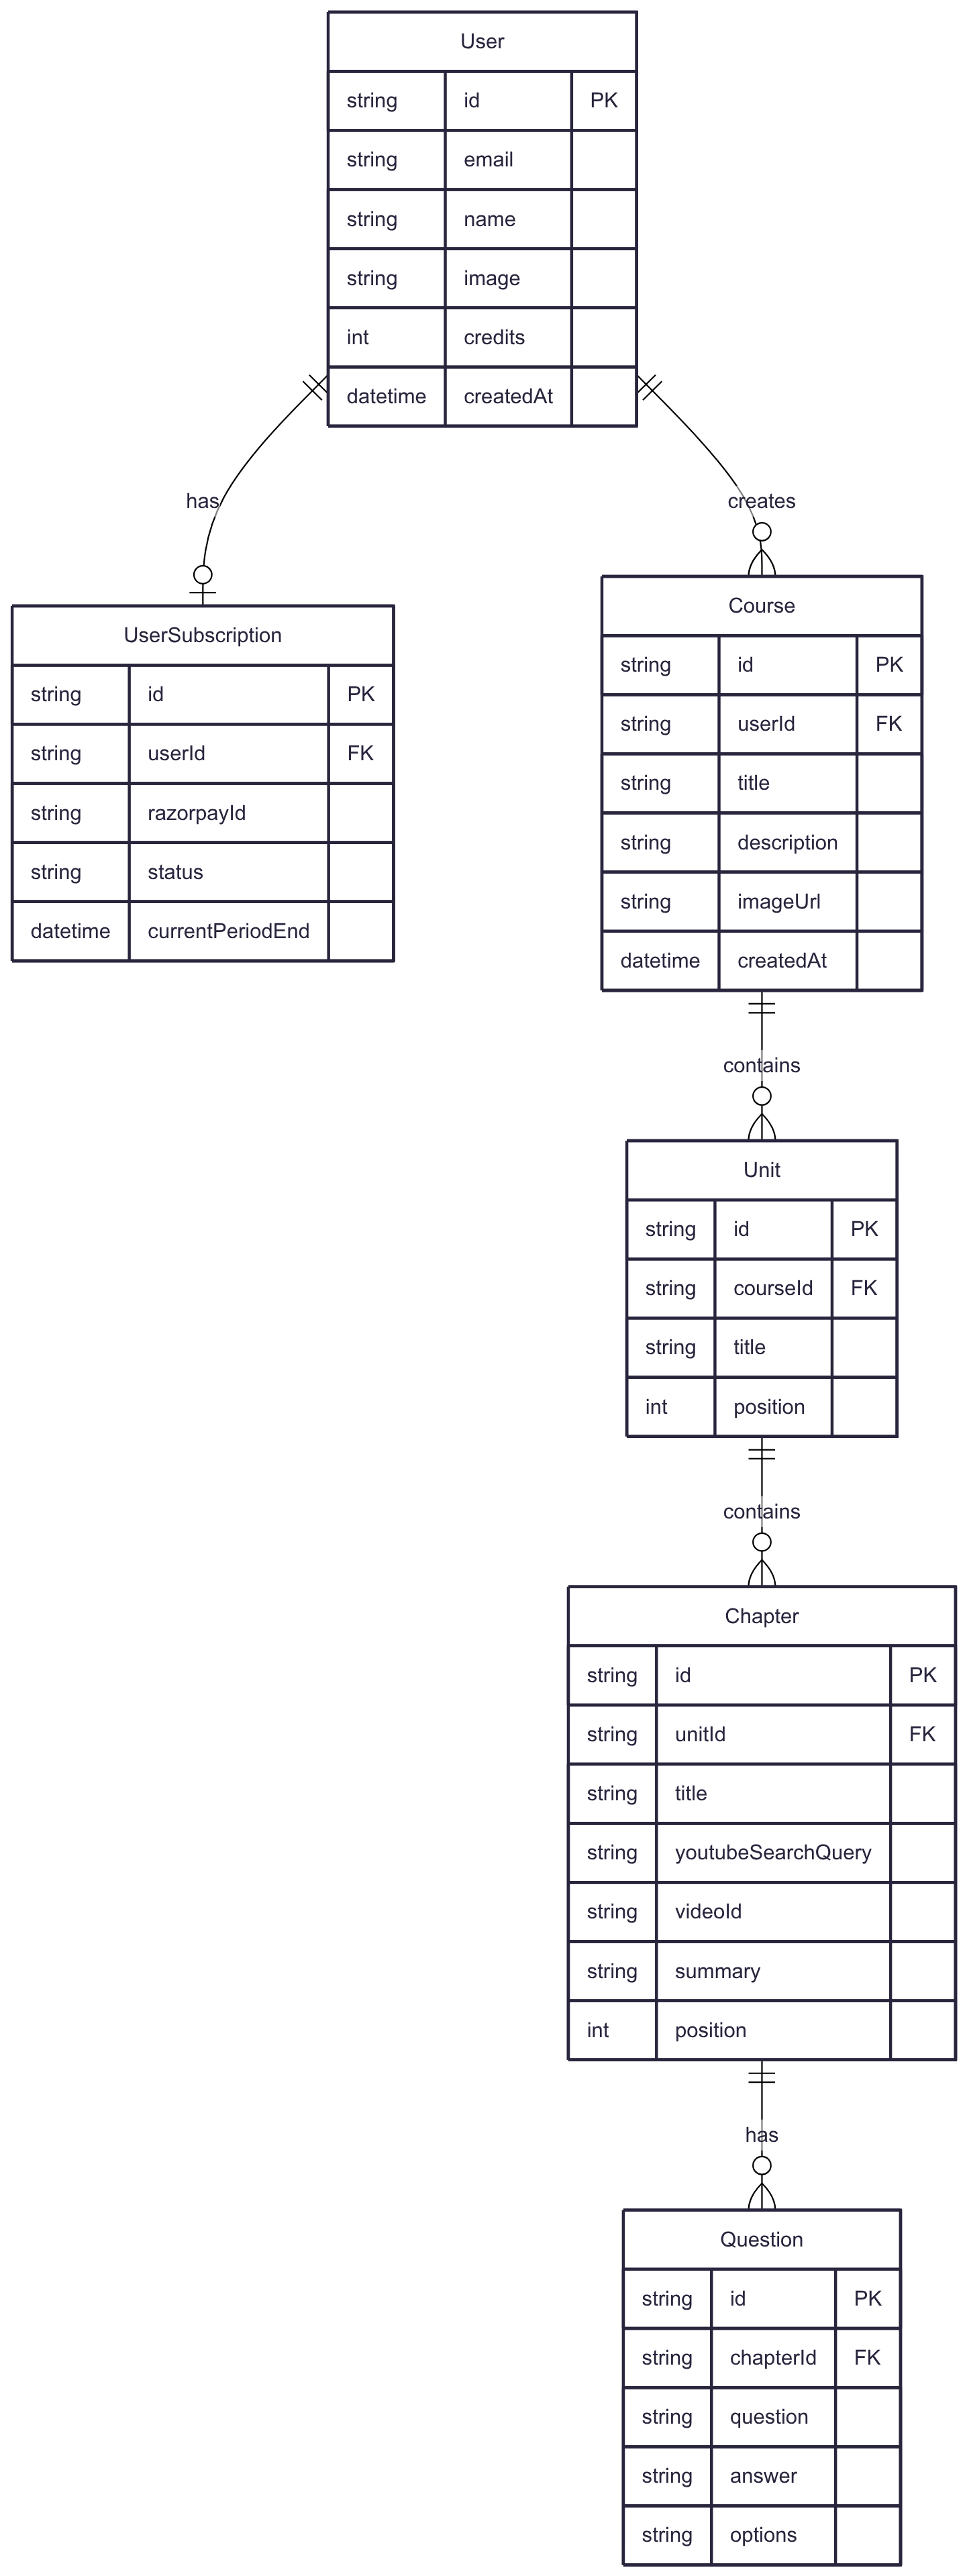 User
string id PK
string email
string name
string image
int credits
datetime createdAt
has
creates
UserSubscription
string id PK
string userId FK
string razorpayId
string status
datetime currentPeriodEnd
Course
string id PK
string userId FK
string title
string description
string imageUrl
datetime createdAt
contains
Unit
string id PK
string courseId FK
string title
int position
contains
Chapter
string id PK
string unitId FK
string title
string youtubeSearchQuery
string videoId
string summary
int position
has
Question
string id PK
string chapterId FK
string question
string answer
string options